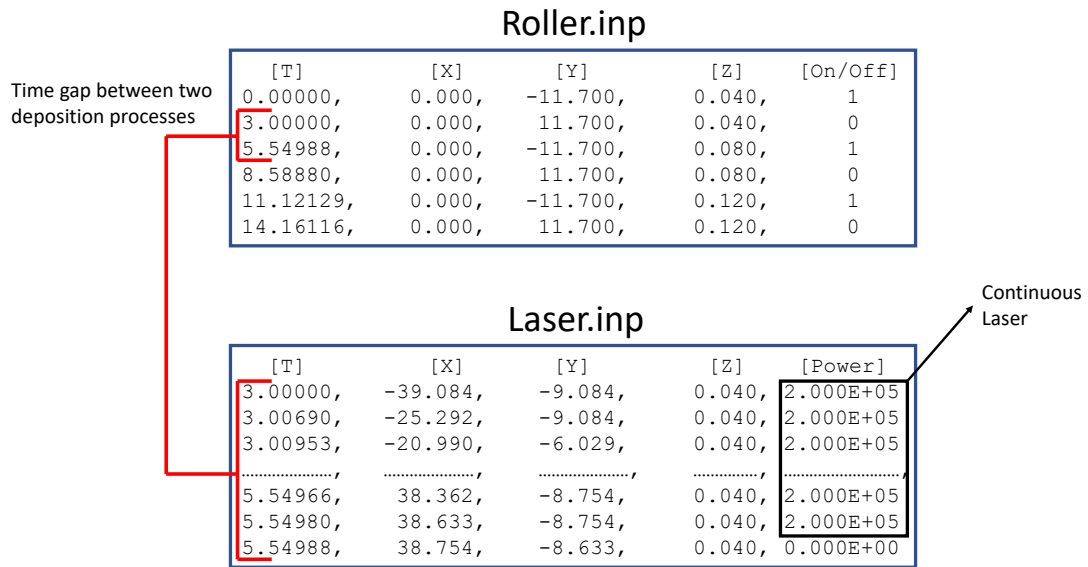 Roller.inp
Time gap between two
deposition processes
[T] [X] [Y] [Z] [On/Off]
0.00000, 0.000, -11.700, 0.040, 1
3.00000, 0.000, 11.700, 0.040, 0
5.54988, 0.000, -11.700, 0.080, 1
8.58880, 0.000, 11.700, 0.080, 0
11.12129, 0.000, -11.700, 0.120, 1
14.16116, 0.000, 11.700, 0.120, 0
Continuous
Laser
Laser.inp
[T] [X] [Y] [Z] [Power]
3.00000, -39.084, -9.084, 0.040, 2.000E+05
3.00690, -25.292, -9.084, 0.040, 2.000E+05
3.00953, -20.990, -6.029, 0.040, 2.000E+05
…………………, …………………, …………………, ……………, …………………,
5.54966, 38.362, -8.754, 0.040, 2.000E+05
5.54980, 38.633, -8.754, 0.040, 2.000E+05
5.54988, 38.754, -8.633, 0.040, 0.000E+00